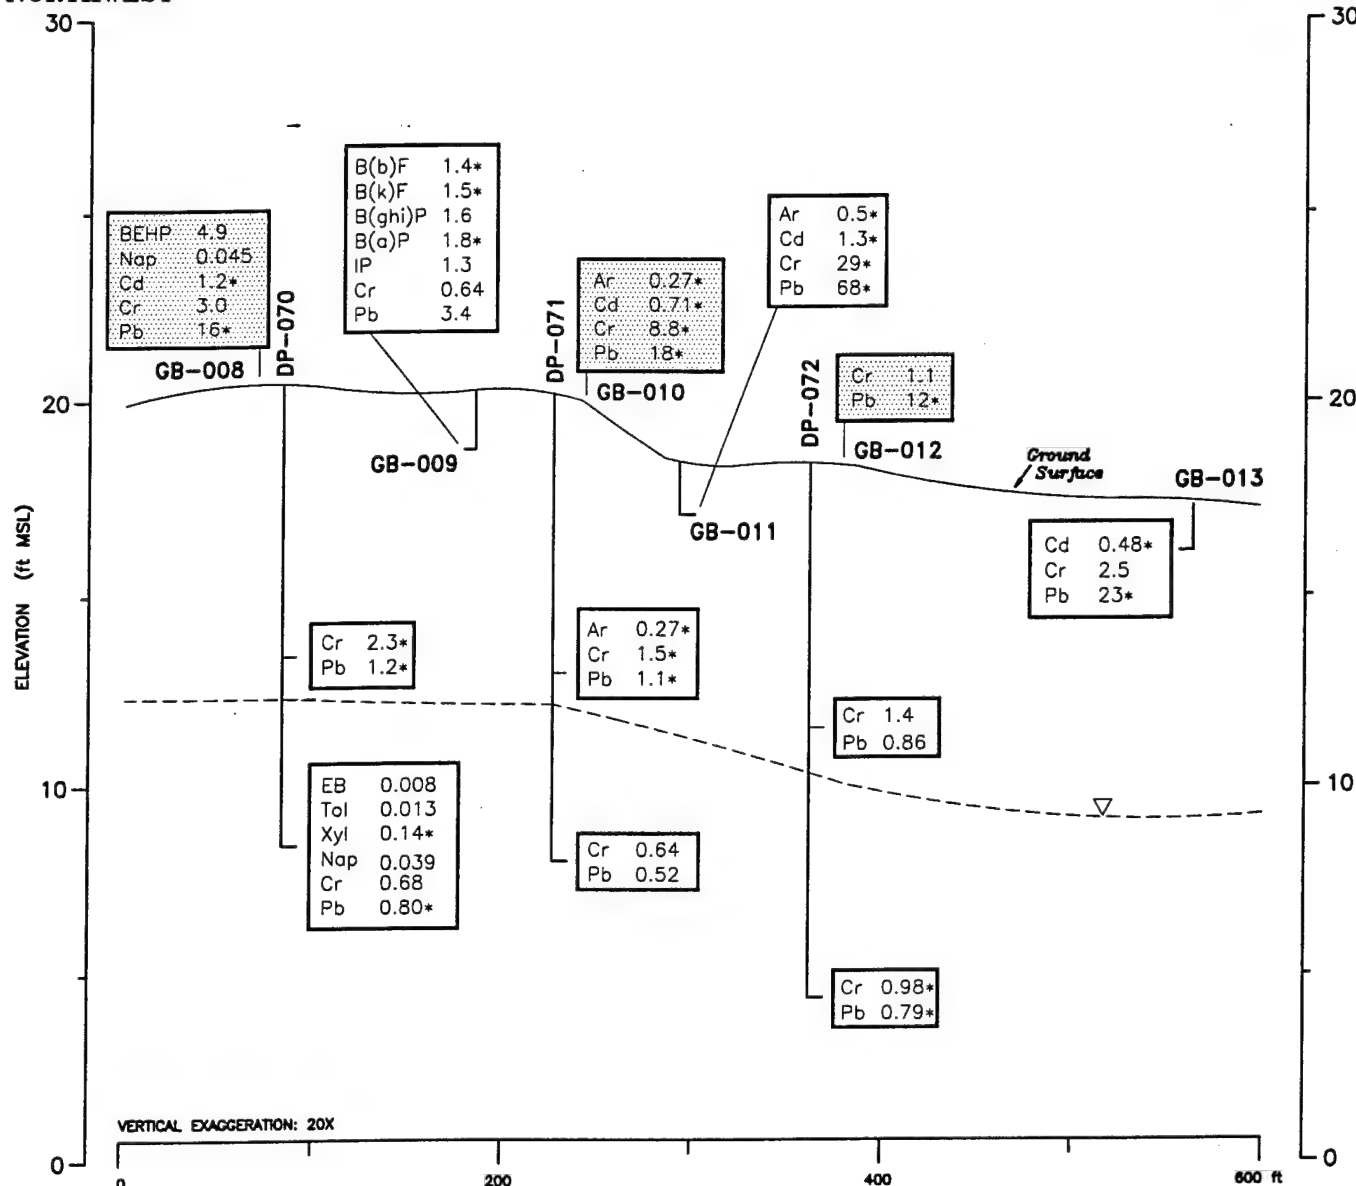 30
30
B(b)F 1.4*
B(k)F 1.5*
B(ghi)P 1.6
B(a)P 1.8*
IP 1.3
Cr 0.64
Pb 3.4
Ar 0.5*
Cd 1.3*
Cr 29*
Pb 68*
BEHP 4.9
Nap 0.045
Cd 1.2*
Cr 3.0
Pb 16*
DP-070
GB-008
Ar 0.27*
Cd 0.71*
Cr 8.8*
Pb 18*
DP-071
GB-010
DP-072
Cr 1.1
Pb 12*
GB-012
20
20
GB-009
Ground
Surface
GB-013
GB-011
Cd 0.48*
Cr 2.5
Pb 23*
ELEVATION (ft MSL)
Cr 2.3*
Pb 1.2*
Ar 0.27*
Cr 1.5*
Pb 1.1*
Cr 1.4
Pb 0.86
10
10
EB 0.008
Tol 0.013
Xyl 0.14*
Nap 0.039
Cr 0.68
Pb 0.80*
Cr 0.64
Pb 0.52
Cr 0.98*
Pb 0.79*
VERTICAL EXAGGERATION: 20X
0
0
0
200
400
600 ft